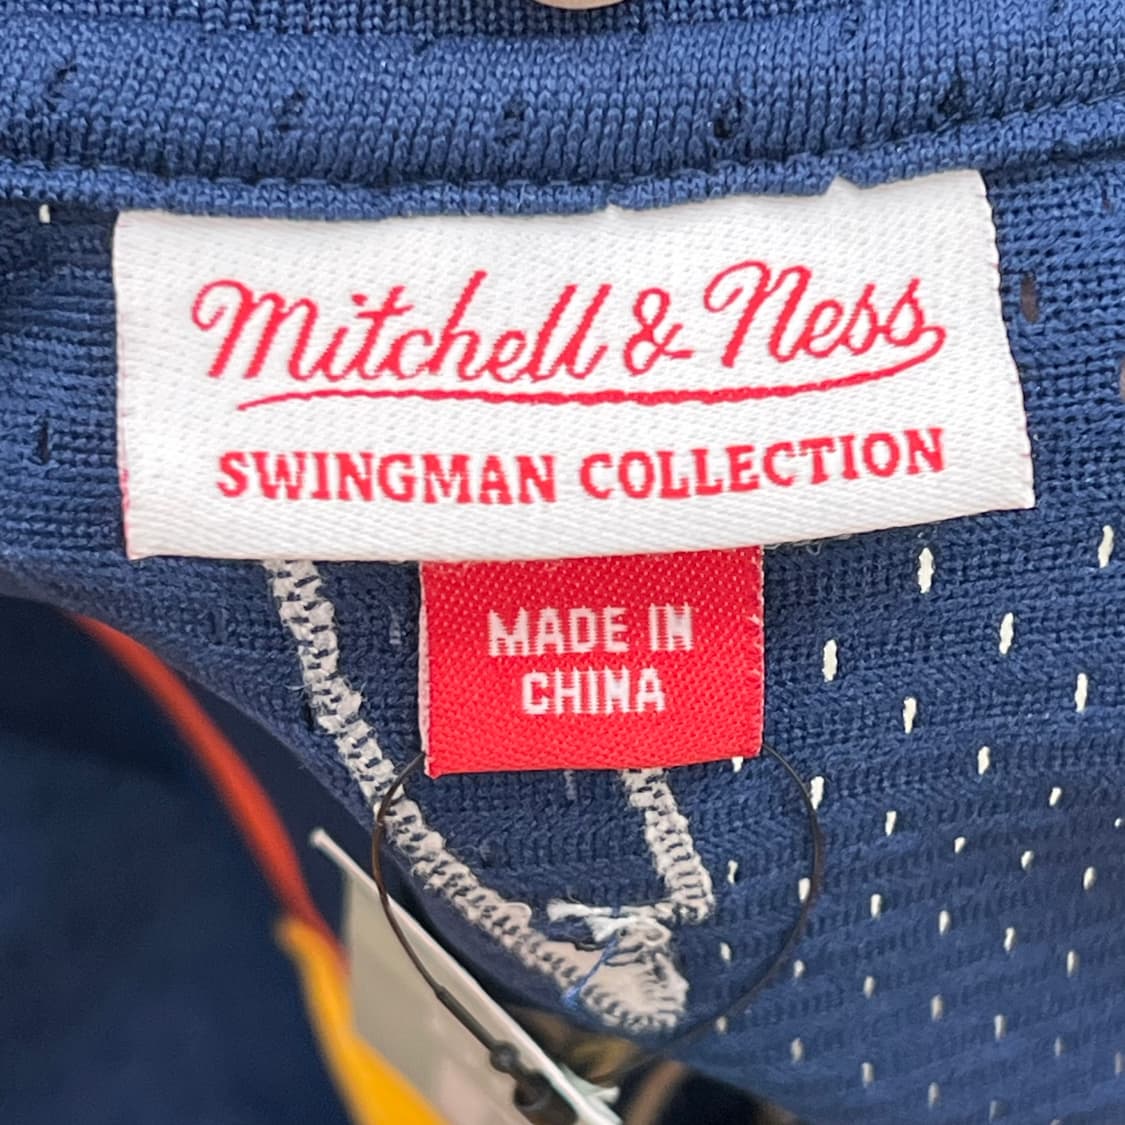 Mitchell & Ness
SWINGMAN COLLECTION
MADE IN
CHINA